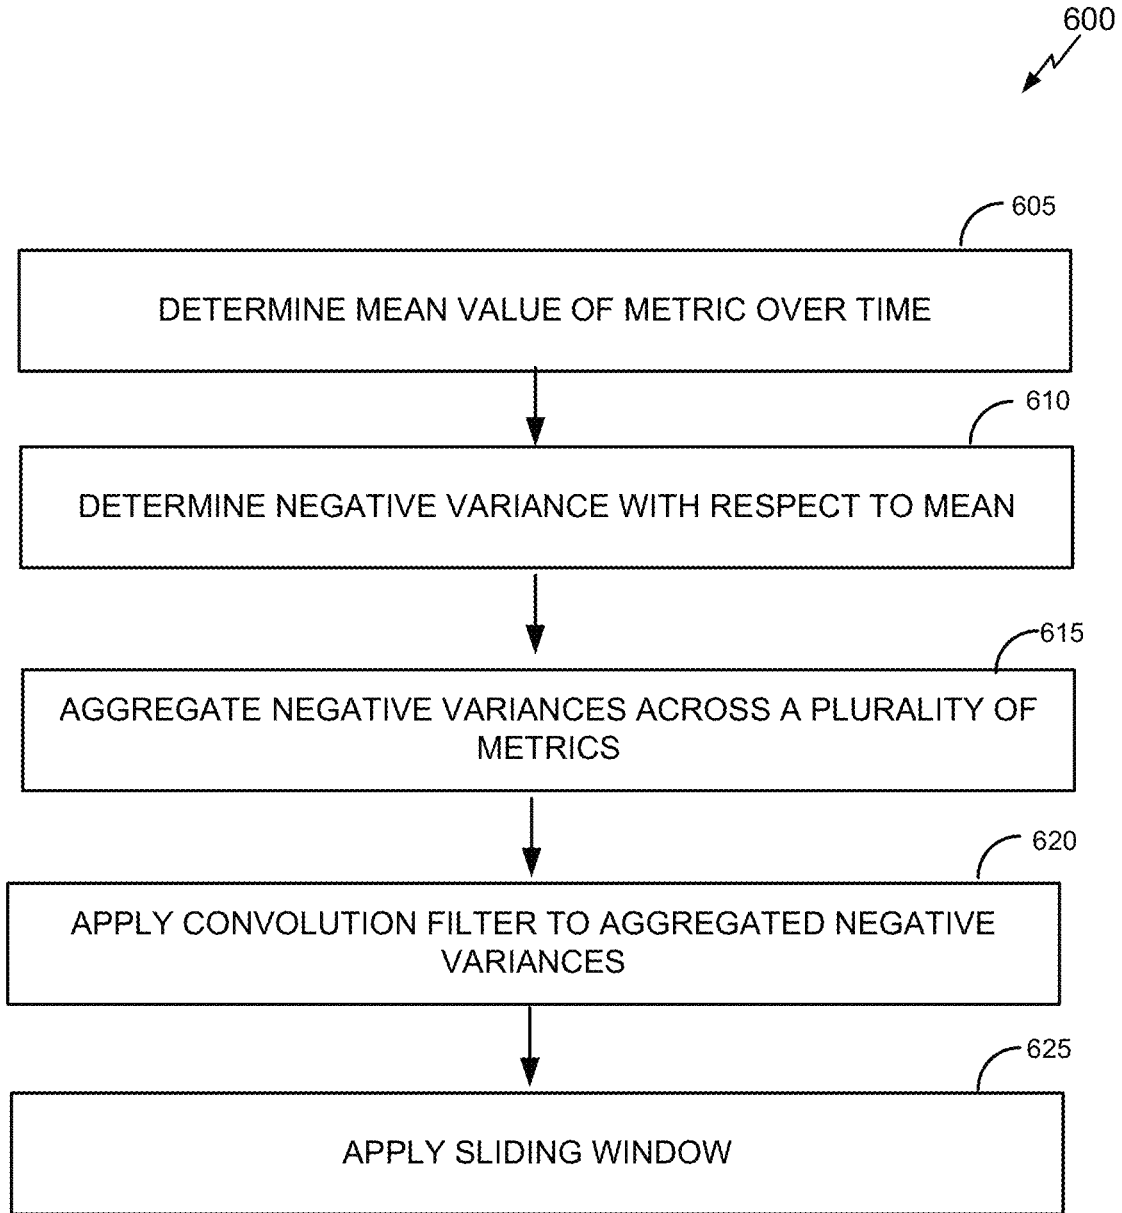 600
605
DETERMINE MEAN VALUE OF METRIC OVER TIME
610
DETERMINE NEGATIVE VARIANCE WITH RESPECT TO MEAN
615
AGGREGATE NEGATIVE VARIANCES ACROSS A PLURALITY OF
METRICS
620
APPLY CONVOLUTION FILTER TO AGGREGATED NEGATIVE
VARIANCES
625
APPLY SLIDING WINDOW